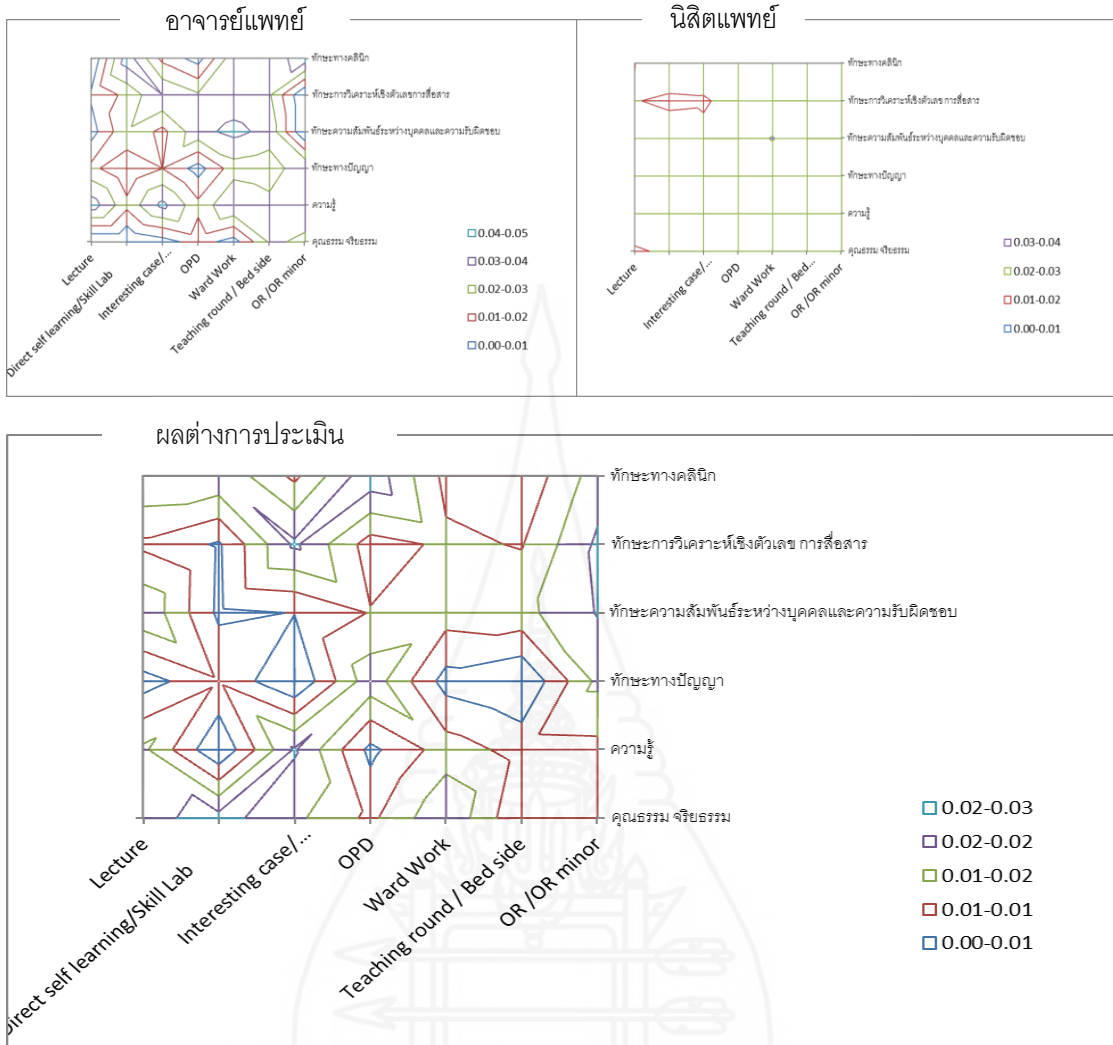 อาจารย์แพทย์
ทักษะทางคลินิก
ทักษะการวิเคราะห์เชิงตัวเลขการสื่อสาร
ทักษะความสัมพันธ์ระหว่างบุคคลและความรับผิดชอบ
ทักษะทางปัญญา
ความรู้
คุณธรรม จริยธรรม
Lecture
Direct self learning/Skill Lab
Interesting case/...
OPD
Ward Work
Teaching round / Bed side
OR /OR minor
0.04-0.05
0.03-0.04
0.02-0.03
0.01-0.02
0.00-0.01
นิสิตแพทย์
ทักษะทางคลินิก
ทักษะการวิเคราะห์เชิงตัวเลข การสื่อสาร
ทักษะความสัมพันธ์ระหว่างบุคคลและความรับผิดชอบ
ทักษะทางปัญญา
ความรู้
คุณธรรม จริยธรรม
Lecture
Interesting case/...
OPD
Ward Work
Teaching round / Bed...
OR /OR minor
0.03-0.04
0.02-0.03
0.01-0.02
0.00-0.01
ผลต่างการประเมิน
ทักษะทางคลินิก
ทักษะการวิเคราะห์เชิงตัวเลข การสื่อสาร
ทักษะความสัมพันธ์ระหว่างบุคคลและความรับผิดชอบ
ทักษะทางปัญญา
ความรู้
คุณธรรม จริยธรรม
Lecture
Direct self learning/Skill Lab
Interesting case/...
OPD
Ward Work
Teaching round / Bed side
OR /OR minor
0.02-0.03
0.02-0.02
0.01-0.02
0.01-0.01
0.00-0.01